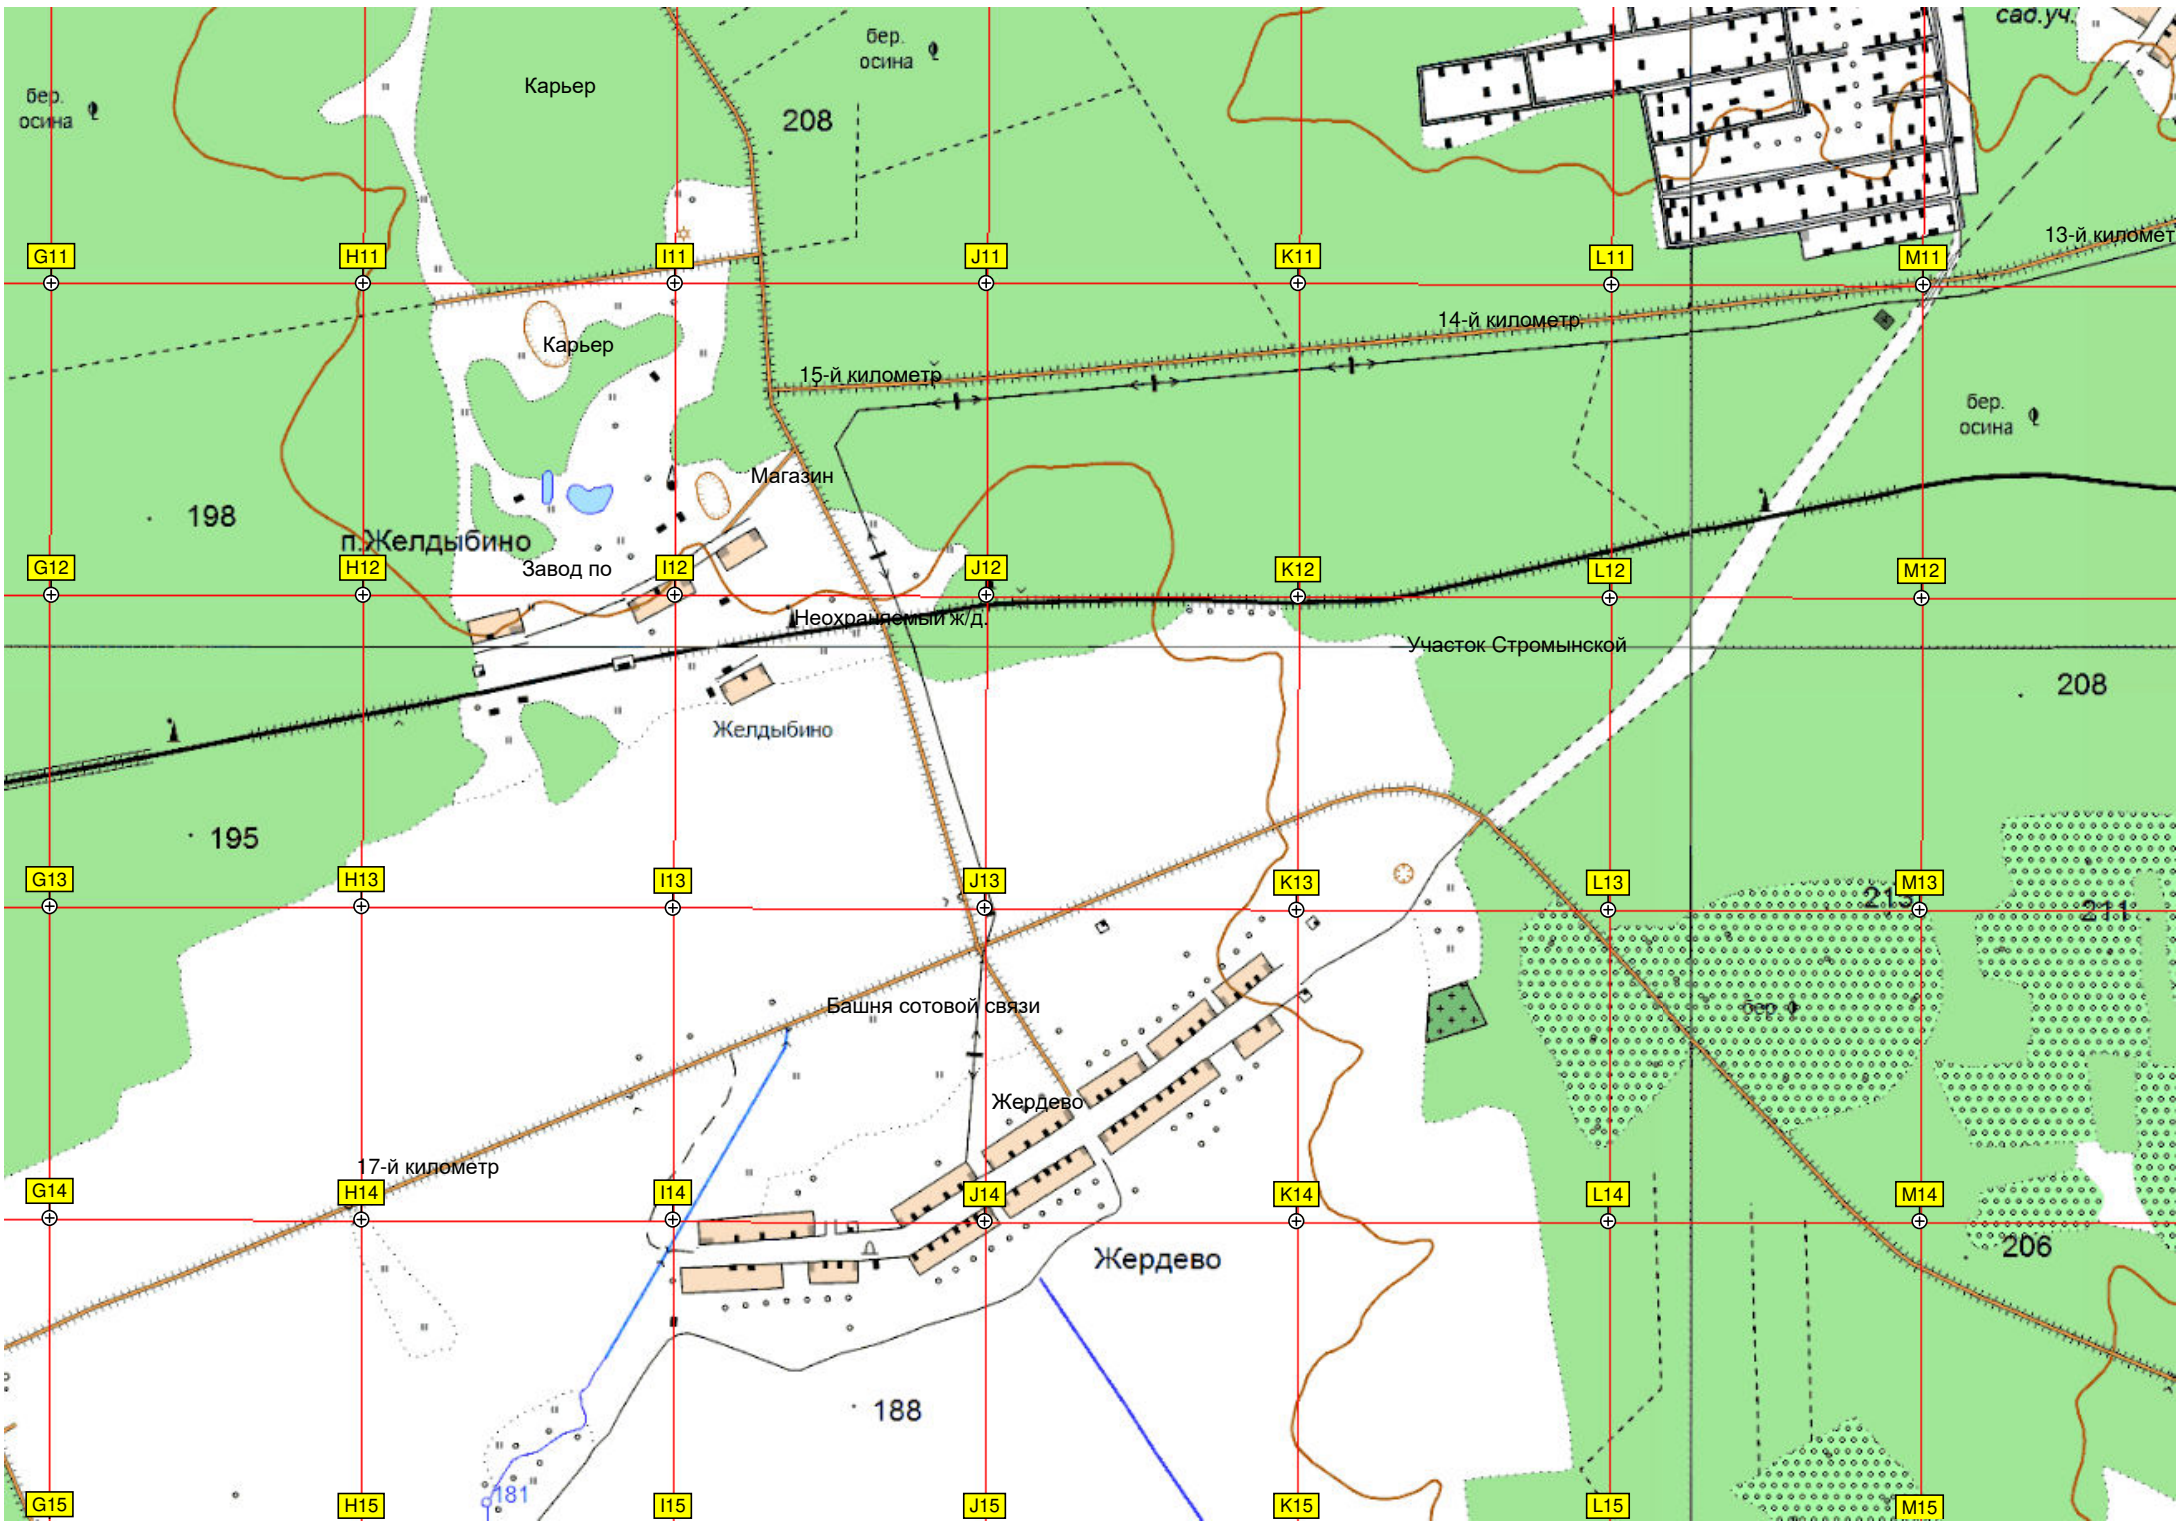 сад.уч.
бер.
осина
Карьер
бер.
осина
208
13-й километ
G11
H11
I11
J11
K11
L11
M11
14-й километр
Карьер
15-й километр
бер.
осина
Магазин
198
п.Желдыбино
Завод по
G12
H12
I12
J12
K12
L12
M12
Неохраняемый ж/д.
Участок Стромынской
208
Желдыбино
195
G13
H13
I13
J13
K13
L13
M13
213
211
Башня сотовой связи
бер.
Жердево
17-й километр
G14
H14
I14
J14
K14
L14
M14
Жердево
206
188
181
G15
H15
I15
J15
K15
L15
M15